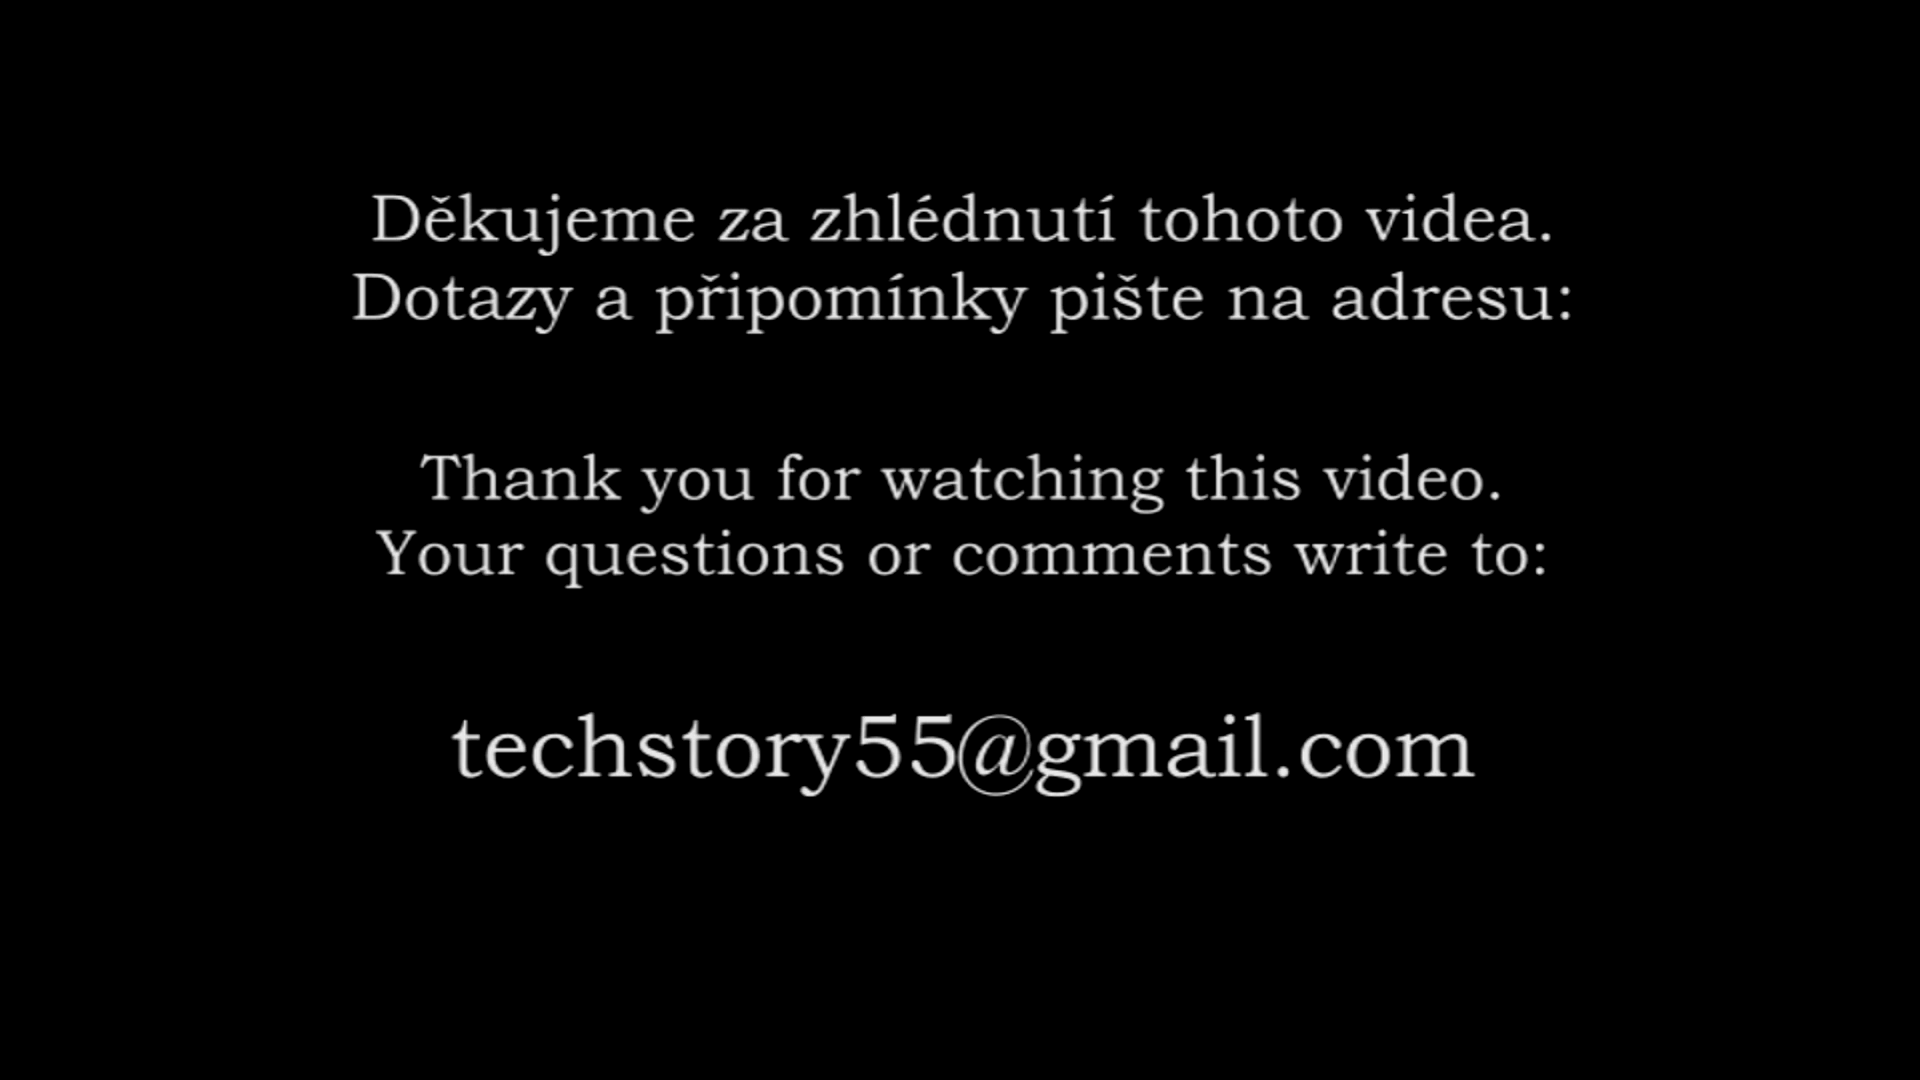 Děkujeme za zhlédnutí tohoto videa.
Dotazy a připomínky pište na adresu:
Thank you for watching this video.
Your questions or comments write to:
techstory55@gmail.com